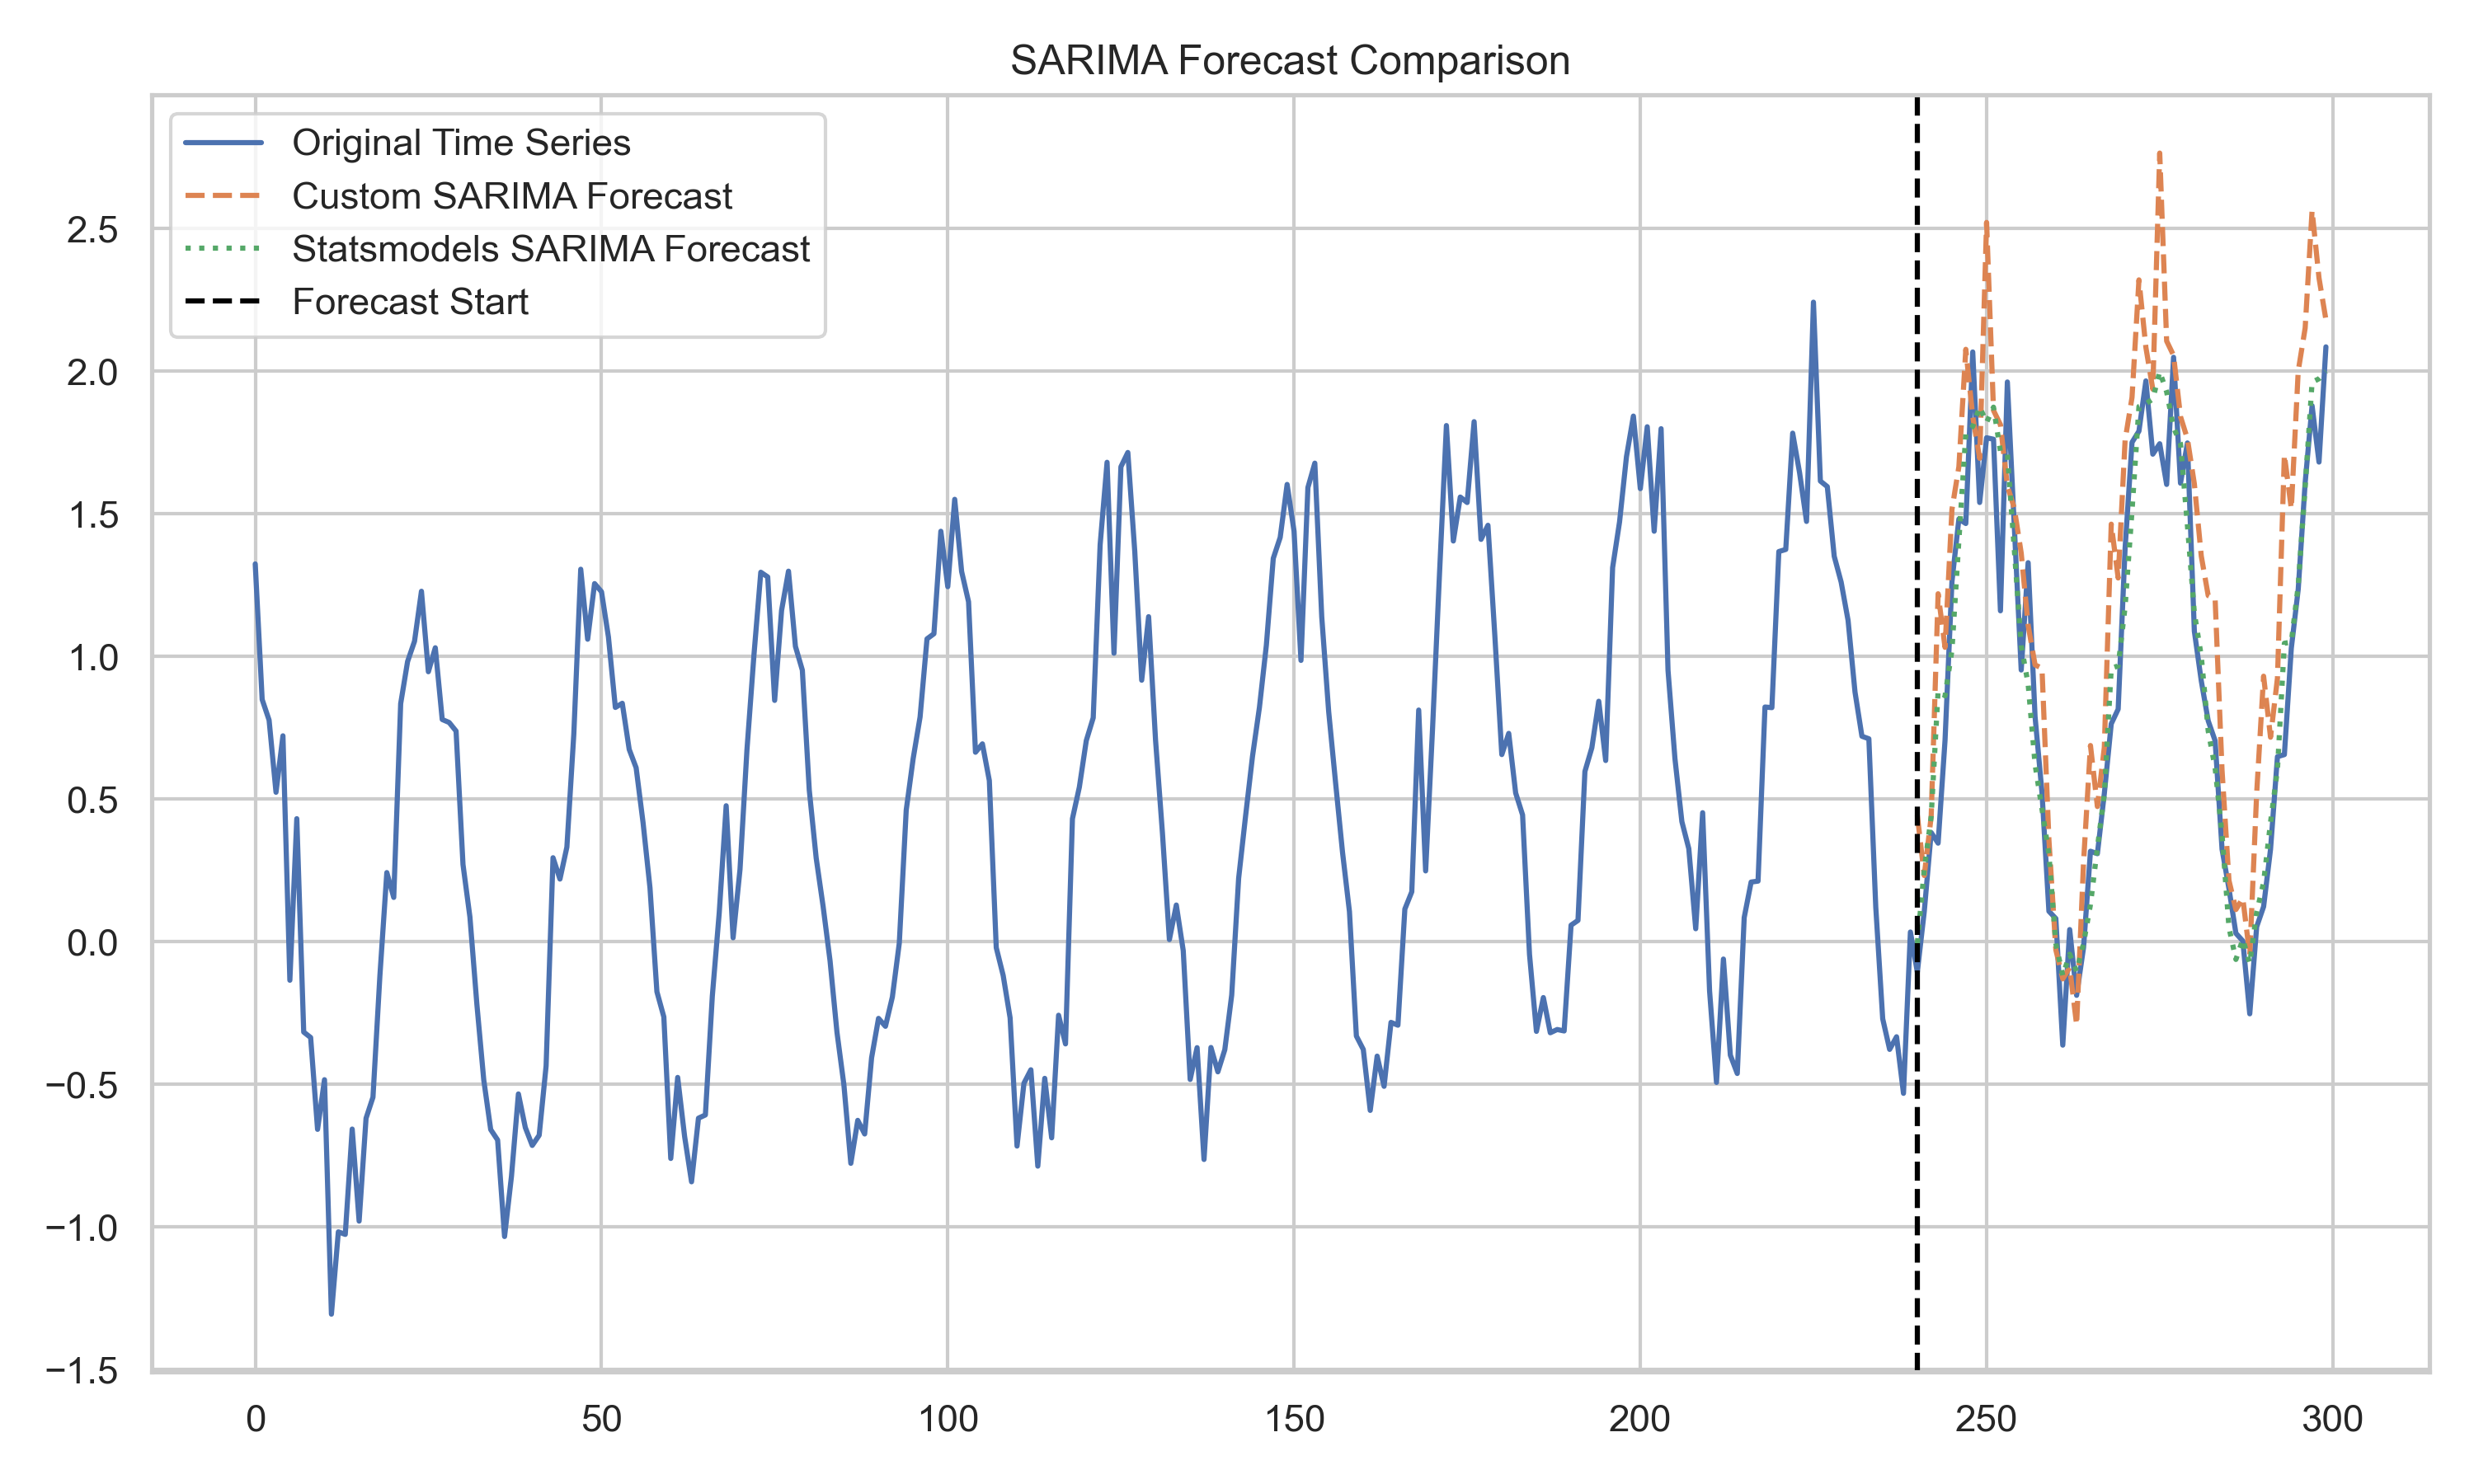 SARIMA Forecast Comparison
Original Time Series
Custom SARIMA Forecast
Statsmodels SARIMA Forecast
Forecast Start
2.5
2.0
1.5
1.0
0.5
0.0
−0.5
−1.0
−1.5
0 50 100 150 200 250 300